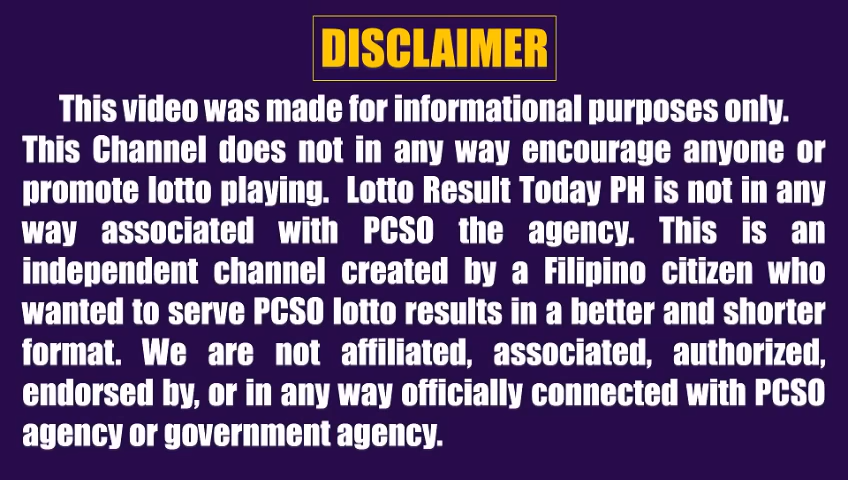 DISCLAIMER
This video was made for informational purposes only.
This Channel does not in any way encourage anyone or
promote lotto playing. Lotto Result Today PH is not in any
way associated with PCSO the agency. This is an
independent channel created by a Filipino citizen who
wanted to serve PCSO lotto results in a better and shorter
format. We are not affiliated, associated, authorized,
endorsed by, or in any way officially connected with PCSO
agency or government agency.